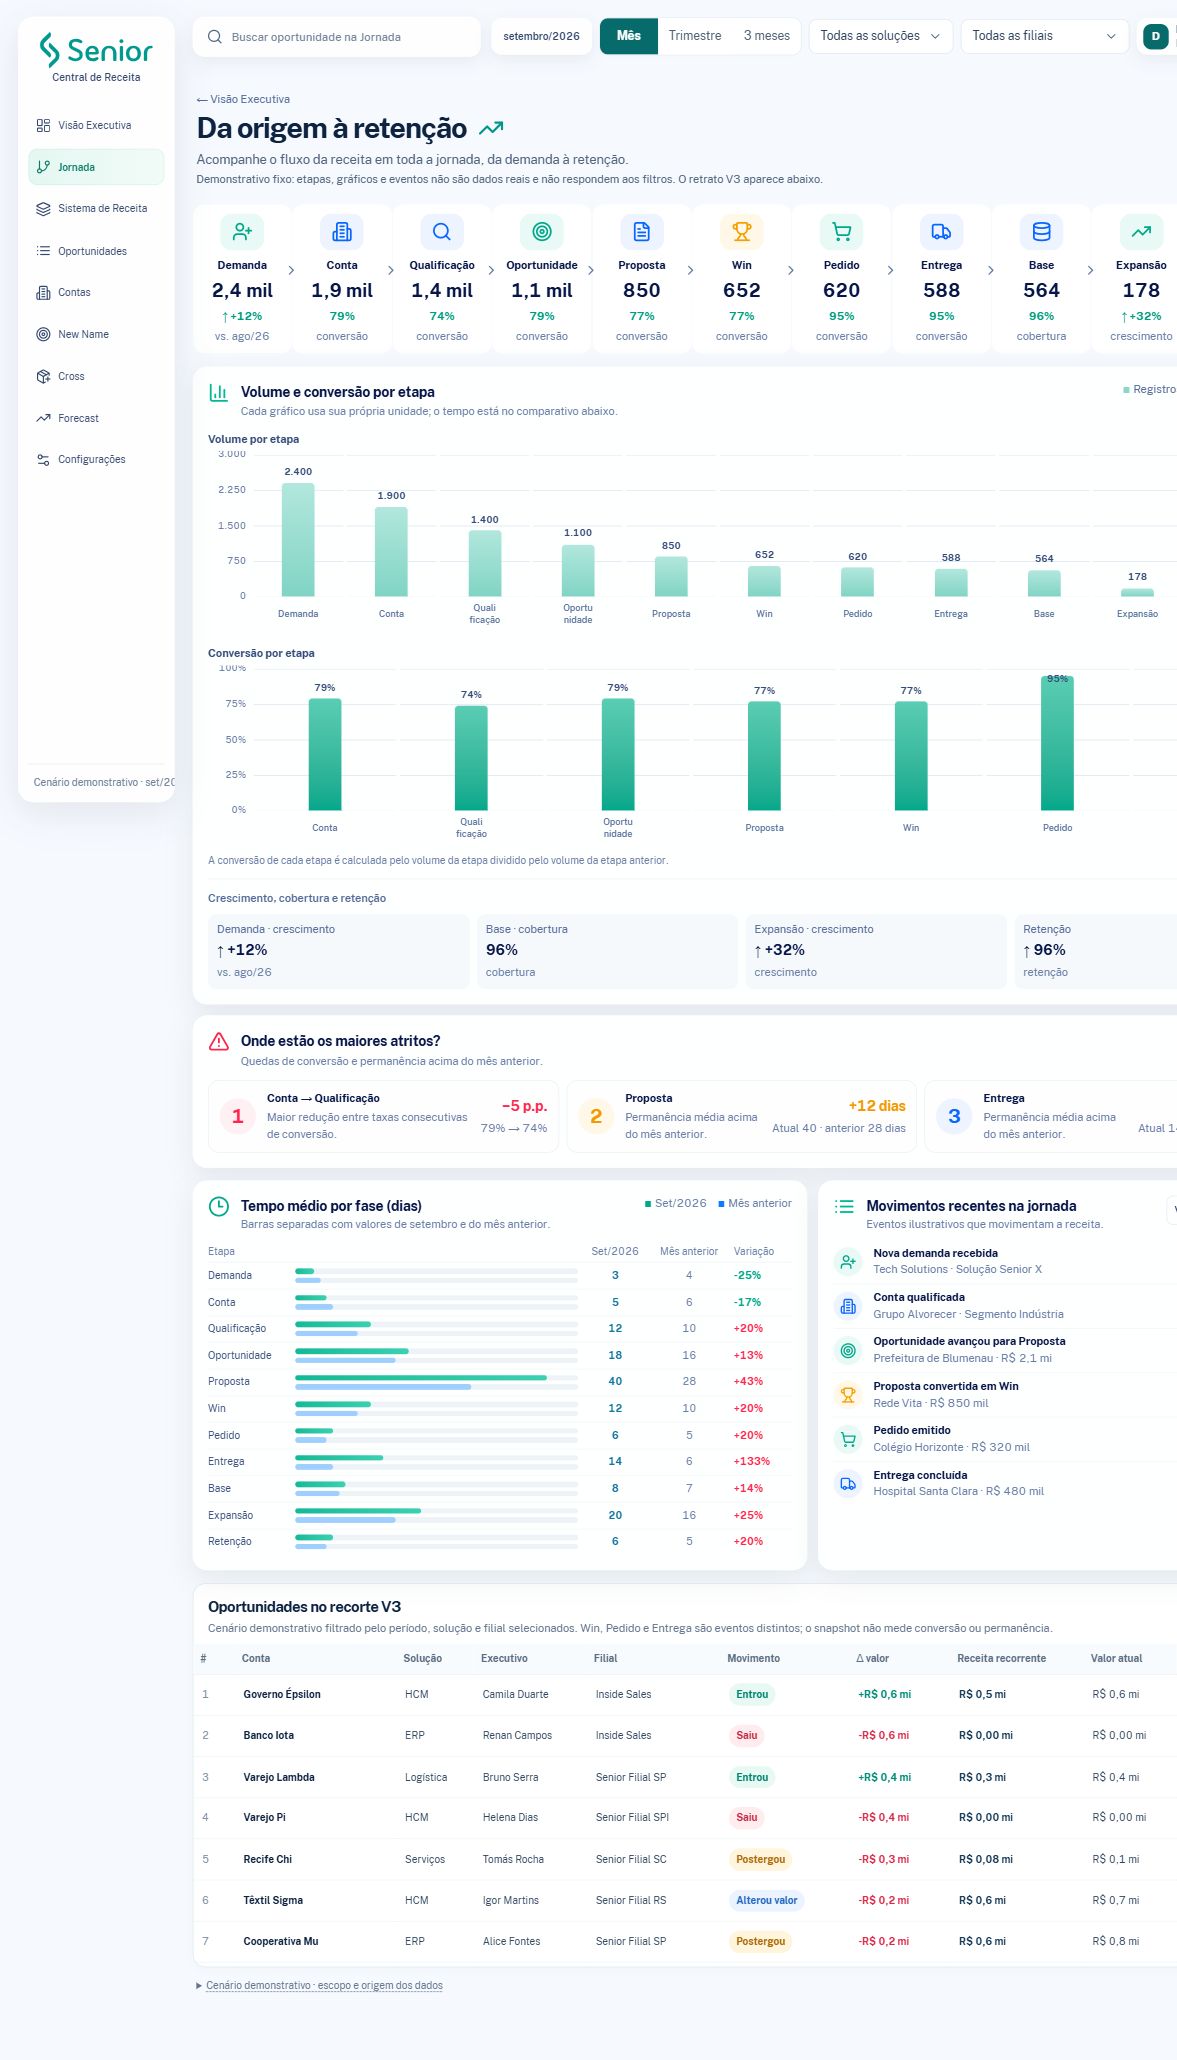 Senior
Central de Receita
Visão Executiva
Jornada
Sistema de Receita
Oportunidades
Contas
New Name
Cross
Forecast
Configurações
Cenário demonstrativo · set/20
Buscar oportunidade na Jornada
setembro/2026
Mês
Trimestre
3 meses
Todas as soluções
Todas as filiais
D
← Visão Executiva
Da origem à retenção
Acompanhe o fluxo da receita em toda a jornada, da demanda à retenção.
Demonstrativo fixo: etapas, gráficos e eventos não são dados reais e não respondem aos filtros. O retrato V3 aparece abaixo.
Demanda
2,4 mil
↑ +12%
vs. ago/26
Conta
1,9 mil
79%
conversão
Qualificação
1,4 mil
74%
conversão
Oportunidade
1,1 mil
79%
conversão
Proposta
850
77%
conversão
Win
652
77%
conversão
Pedido
620
95%
conversão
Entrega
588
95%
conversão
Base
564
96%
cobertura
Expansão
178
↑ +32%
crescimento
Volume e conversão por etapa
Cada gráfico usa sua própria unidade; o tempo está no comparativo abaixo.
Registro
Volume por etapa
3.000
2.250
1.500
750
0
2.400
1.900
1.400
1.100
850
652
620
588
564
178
Demanda
Conta
Quali
ficação
Oportu
nidade
Proposta
Win
Pedido
Entrega
Base
Expansão
Conversão por etapa
100%
75%
50%
25%
0%
79%
74%
79%
77%
77%
95%
Conta
Quali
ficação
Oportu
nidade
Proposta
Win
Pedido
A conversão de cada etapa é calculada pelo volume da etapa dividido pelo volume da etapa anterior.
Crescimento, cobertura e retenção
Demanda · crescimento
↑ +12%
vs. ago/26
Base · cobertura
96%
cobertura
Expansão · crescimento
↑ +32%
crescimento
Retenção
↑ 96%
retenção
Onde estão os maiores atritos?
Quedas de conversão e permanência acima do mês anterior.
1
Conta → Qualificação
Maior redução entre taxas consecutivas
de conversão.
−5 p.p.
79% → 74%
2
Proposta
Permanência média acima
do mês anterior.
+12 dias
Atual 40 · anterior 28 dias
3
Entrega
Permanência média acima
do mês anterior.
Atual 14
Tempo médio por fase (dias)
Set/2026
Mês anterior
Barras separadas com valores de setembro e do mês anterior.
Etapa Set/2026 Mês anterior Variação
Demanda 3 4 -25%
Conta 5 6 -17%
Qualificação 12 10 +20%
Oportunidade 18 16 +13%
Proposta 40 28 +43%
Win 12 10 +20%
Pedido 6 5 +20%
Entrega 14 6 +133%
Base 8 7 +14%
Expansão 20 16 +25%
Retenção 6 5 +20%
Movimentos recentes na jornada
Eventos ilustrativos que movimentam a receita.
Nova demanda recebida
Tech Solutions · Solução Senior X
Conta qualificada
Grupo Alvorecer · Segmento Indústria
Oportunidade avançou para Proposta
Prefeitura de Blumenau · R$ 2,1 mi
Proposta convertida em Win
Rede Vita · R$ 850 mil
Pedido emitido
Colégio Horizonte · R$ 320 mil
Entrega concluída
Hospital Santa Clara · R$ 480 mil
Oportunidades no recorte V3
Cenário demonstrativo filtrado pelo período, solução e filial selecionados. Win, Pedido e Entrega são eventos distintos; o snapshot não mede conversão ou permanência.
# Conta Solução Executivo Filial Movimento Δ valor Receita recorrente Valor atual
1 Governo Épsilon HCM Camila Duarte Inside Sales Entrou +R$ 0,6 mi R$ 0,5 mi R$ 0,6 mi
2 Banco Iota ERP Renan Campos Inside Sales Saiu -R$ 0,6 mi R$ 0,00 mi R$ 0,00 mi
3 Varejo Lambda Logística Bruno Serra Senior Filial SP Entrou +R$ 0,4 mi R$ 0,3 mi R$ 0,4 mi
4 Varejo Pi HCM Helena Dias Senior Filial SPI Saiu -R$ 0,4 mi R$ 0,00 mi R$ 0,00 mi
5 Recife Chi Serviços Tomás Rocha Senior Filial SC Postergou -R$ 0,3 mi R$ 0,08 mi R$ 0,1 mi
6 Têxtil Sigma HCM Igor Martins Senior Filial RS Alterou valor -R$ 0,2 mi R$ 0,6 mi R$ 0,7 mi
7 Cooperativa Mu ERP Alice Fontes Senior Filial SP Postergou -R$ 0,2 mi R$ 0,6 mi R$ 0,8 mi
▶ Cenário demonstrativo · escopo e origem dos dados